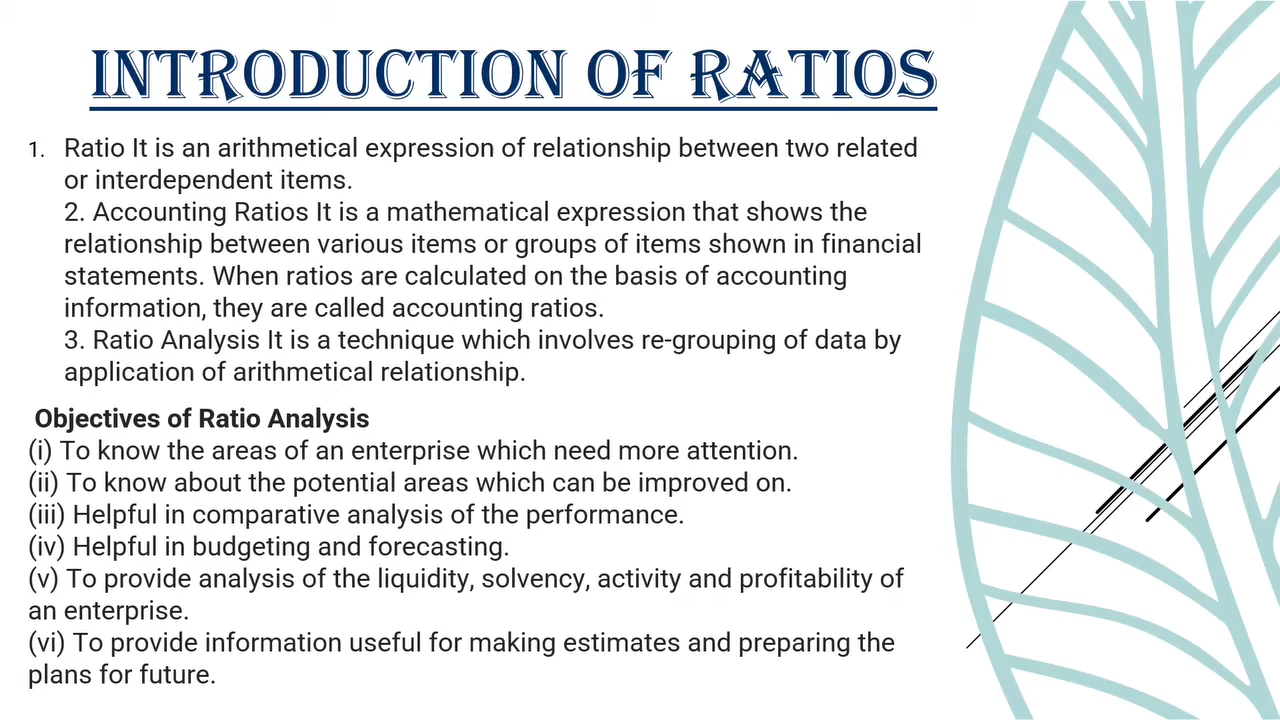 INTRODUCTION OF RATIOS
1. Ratio It is an arithmetical expression of relationship between two related
or interdependent items.
2. Accounting Ratios It is a mathematical expression that shows the
relationship between various items or groups of items shown in financial
statements. When ratios are calculated on the basis of accounting
information, they are called accounting ratios.
3. Ratio Analysis It is a technique which involves re-grouping of data by
application of arithmetical relationship.
Objectives of Ratio Analysis
(i) To know the areas of an enterprise which need more attention.
(ii) To know about the potential areas which can be improved on.
(iii) Helpful in comparative analysis of the performance.
(iv) Helpful in budgeting and forecasting.
(v) To provide analysis of the liquidity, solvency, activity and profitability of
an enterprise.
(vi) To provide information useful for making estimates and preparing the
plans for future.